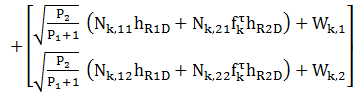 +[√(P₂/(P₁+1)) (N_{k,11}h_{R1D} + N_{k,21}f_k^τ h_{R2D}) + W_{k,1}
√(P₂/(P₁+1)) (N_{k,12}h_{R1D} + N_{k,22}f_k^τ h_{R2D}) + W_{k,2}]